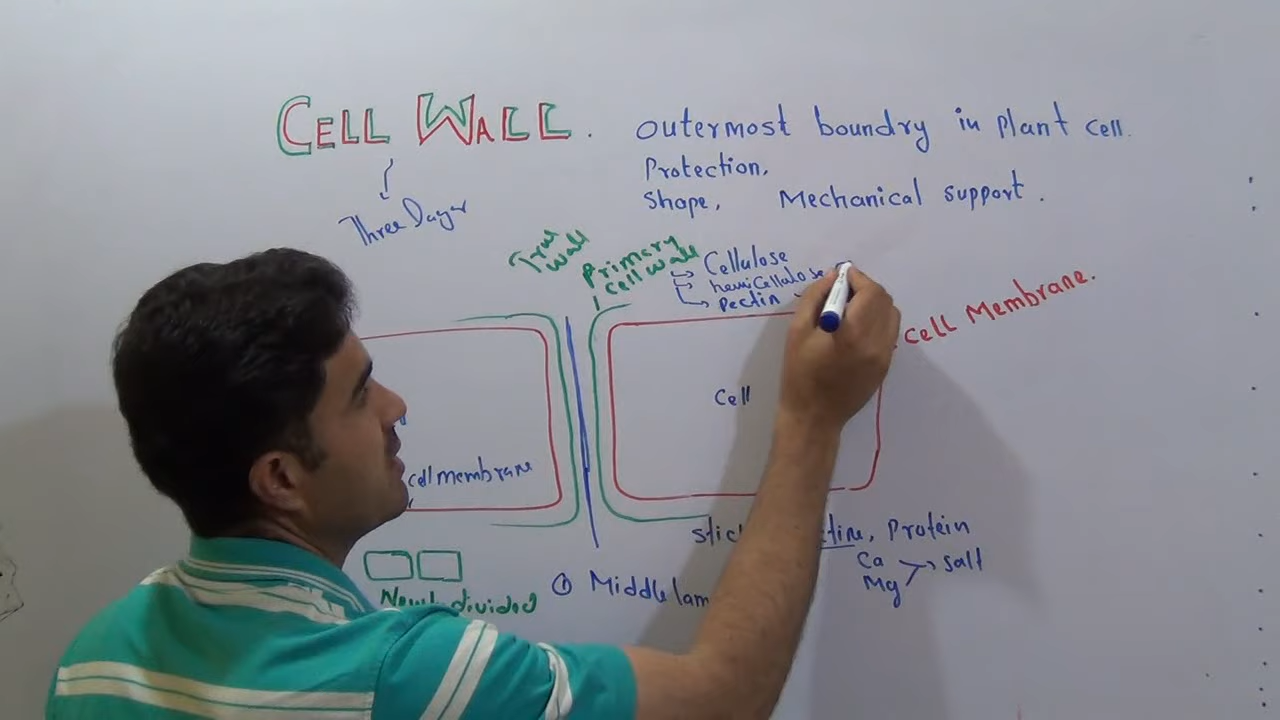 CELL WALL.
outermost boundry in plant cell.
Protection,
Shape, Mechanical support.
Three Layer
True wall
Primary cell wall
Cellulose
hemiCellulose
Pectin
cell Membrane.
Cell
cell membrane
Protein
Ca
Mg
salt
① Middle lam
Newly divided